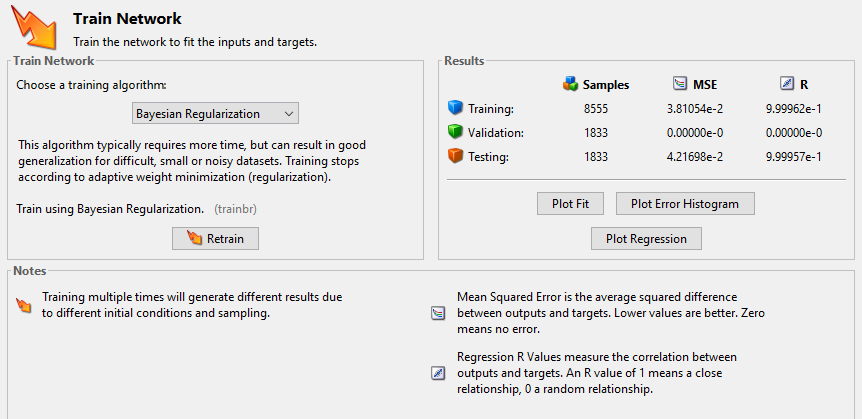 Train Network
Train the network to fit the inputs and targets.
Train Network
Choose a training algorithm:
Bayesian Regularization
This algorithm typically requires more time, but can result in good
generalization for difficult, small or noisy datasets. Training stops
according to adaptive weight minimization (regularization).
Train using Bayesian Regularization. (trainbr)
Retrain
Results
Samples MSE R
Training: 8555 3.81054e-2 9.99962e-1
Validation: 1833 0.00000e-0 0.00000e-0
Testing: 1833 4.21698e-2 9.99957e-1
Plot Fit Plot Error Histogram
Plot Regression
Notes
Training multiple times will generate different results due
to different initial conditions and sampling.
Mean Squared Error is the average squared difference
between outputs and targets. Lower values are better. Zero
means no error.
Regression R Values measure the correlation between
outputs and targets. An R value of 1 means a close
relationship, 0 a random relationship.